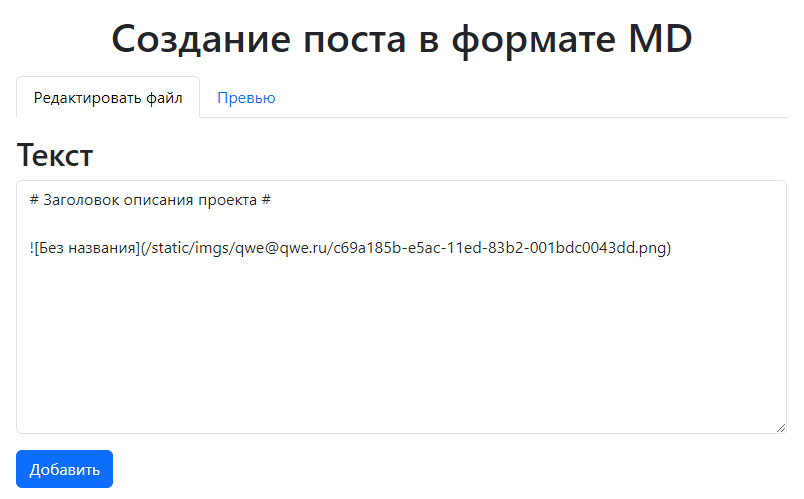 Создание поста в формате MD
Редактировать файл
Превью
Текст
# Заголовок описания проекта #
![Без названия](/static/imgs/qwe@qwe.ru/c69a185b-e5ac-11ed-83b2-001bdc0043dd.png)
Добавить